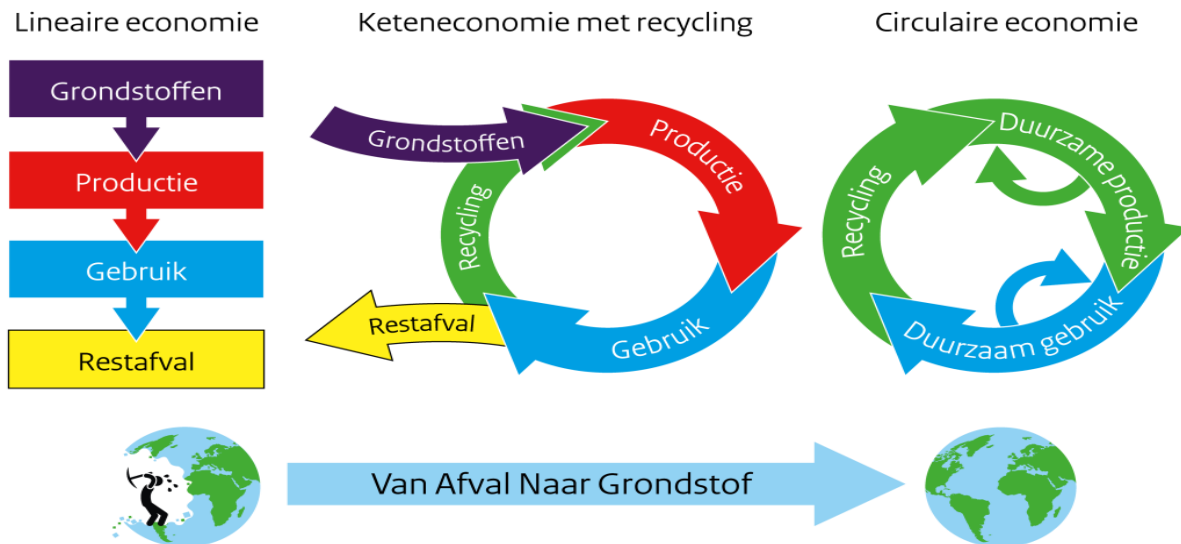 Lineaire economie
Grondstoffen
Productie
Gebruik
Restafval
Keteneconomie met recycling
Grondstoffen
Productie
Recycling
Gebruik
Restafval
Circulaire economie
Duurzame productie
Recycling
Duurzaam gebruik
Van Afval Naar Grondstof